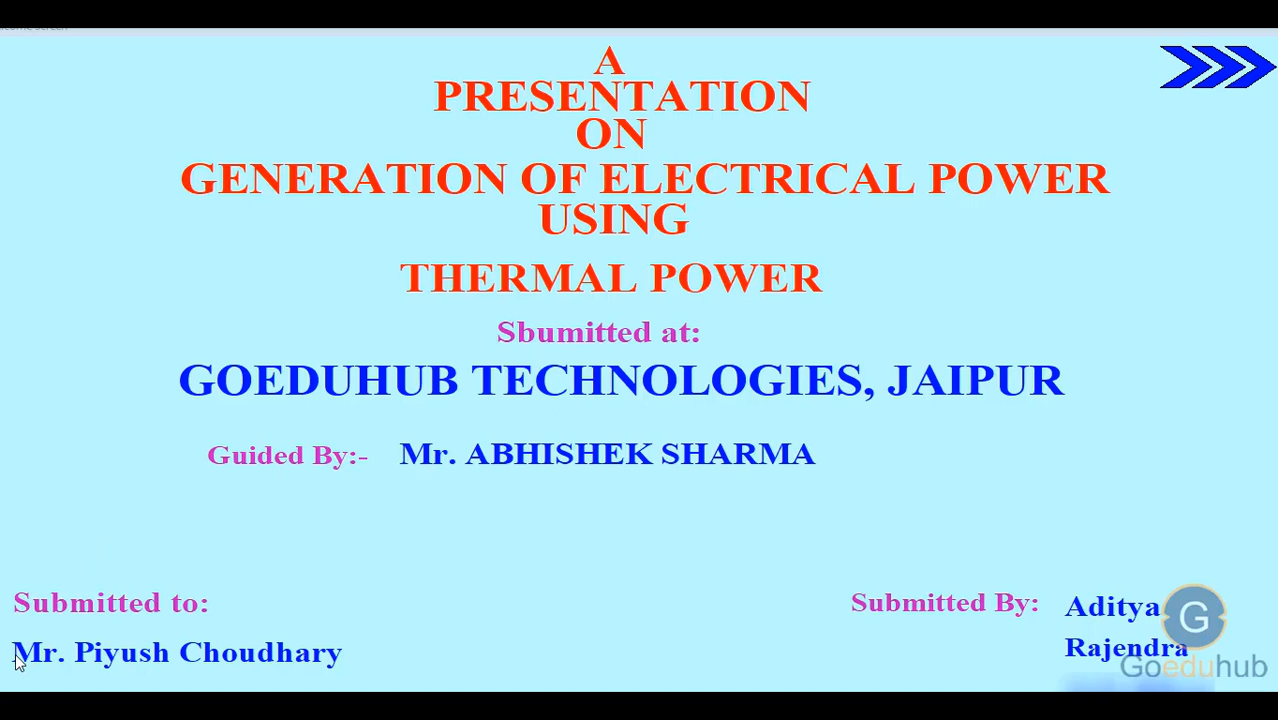 A
PRESENTATION
ON
GENERATION OF ELECTRICAL POWER
USING
THERMAL POWER
Sbumitted at:
GOEDUHUB TECHNOLOGIES, JAIPUR
Guided By:- Mr. ABHISHEK SHARMA
Submitted to:
Mr. Piyush Choudhary
Submitted By: Aditya
Rajendra
G
Goeduhub